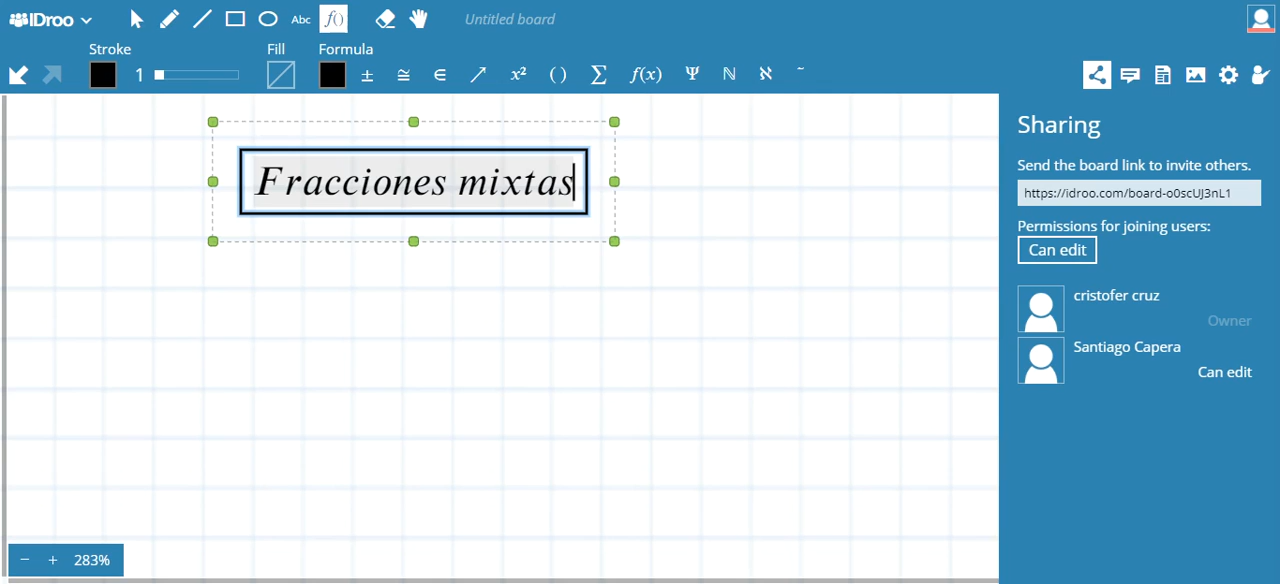 IDroo
Abc
f()
Untitled board
Stroke
Fill
Formula
1
± ≅ ∈ x² ( ) ∑ f(x) Ψ ℕ ℵ ~
Fracciones mixtas
Sharing
Send the board link to invite others.
https://idroo.com/board-o0scUJ3nL1
Permissions for joining users:
Can edit
cristofer cruz
Owner
Santiago Capera
Can edit
− + 283%